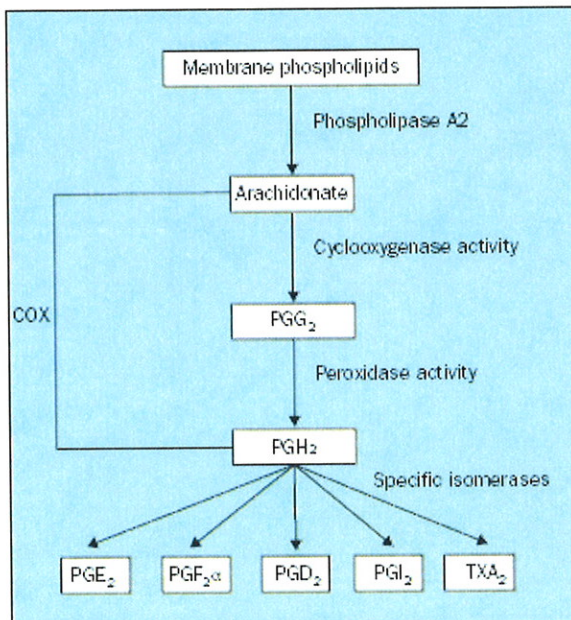 Membrane phospholipids
Phospholipase A2
Arachidonate
Cyclooxygenase activity
COX
PGG₂
Peroxidase activity
PGH₂
Specific isomerases
PGE₂ PGF₂α PGD₂ PGI₂ TXA₂